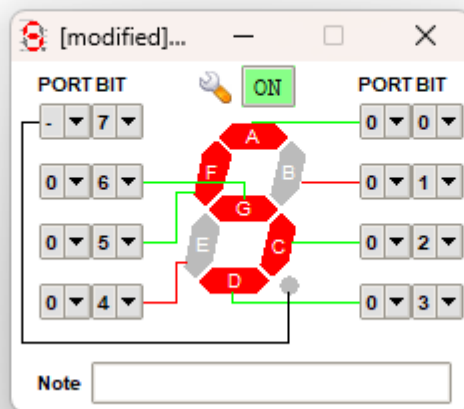 [modified]...
PORT BIT ON PORT BIT
- 7 A 0 0
F B
0 6 G 0 1
0 5 E C 0 2
D
0 4 0 3
Note